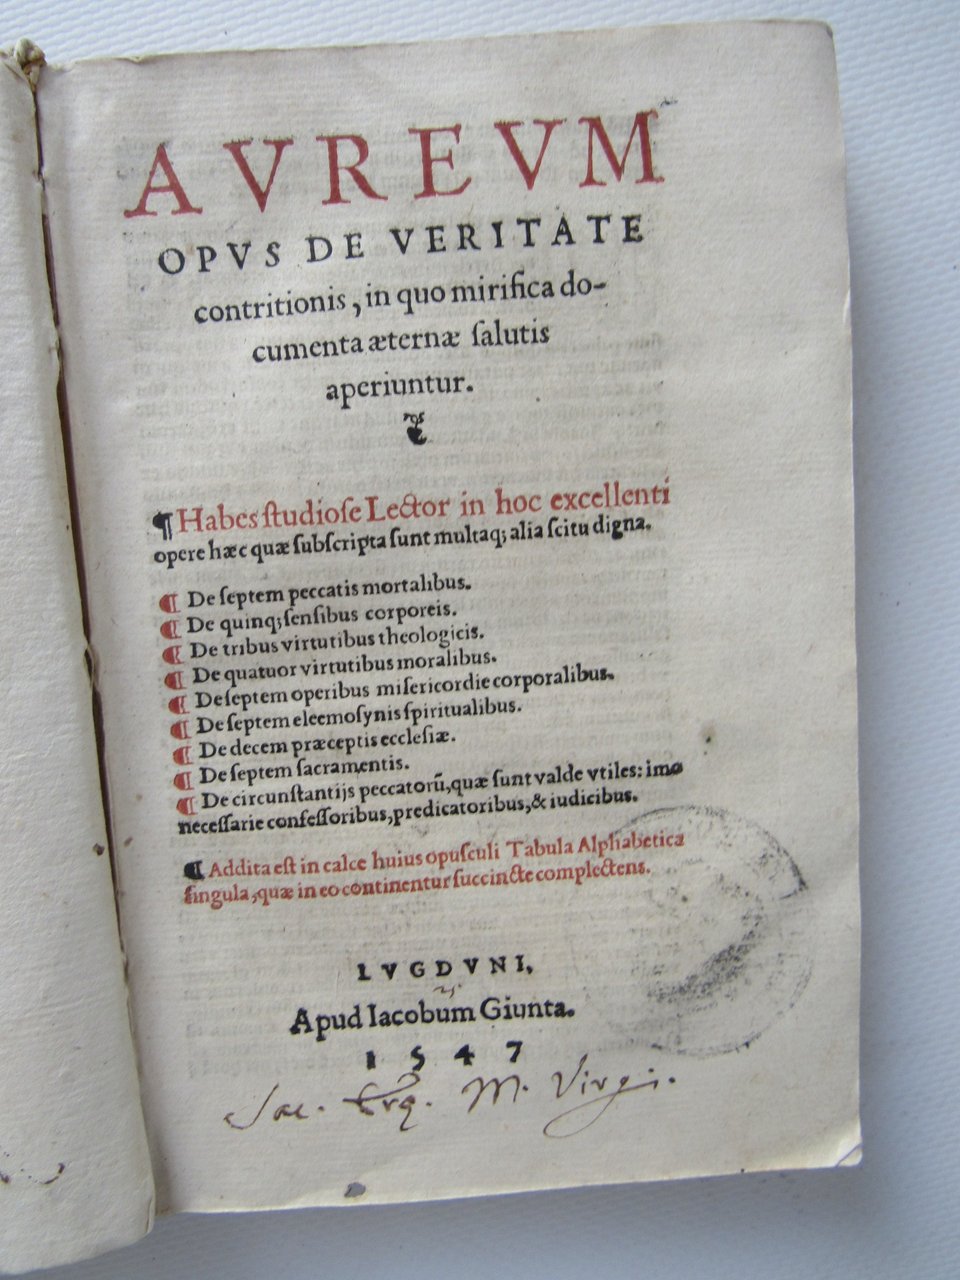 AVREVM
OPVS DE VERITATE
contritionis, in quo mirifica do-
cumenta æternæ ſalutis
aperiuntur.
¶ Habes ſtudioſe Lector in hoc excellenti
opere hæc quæ ſubſcripta ſunt multaq; alia ſcitu digna.
¶ De ſeptem peccatis mortalibus.
¶ De quinq; ſenſibus corporeis.
¶ De tribus virtutibus theologicis.
¶ De quatuor virtutibus moralibus.
¶ De ſeptem operibus miſericordie corporalibus.
¶ De ſeptem eleemoſynis ſpiritualibus.
¶ De decem præceptis eccleſiæ.
¶ De ſeptem ſacramentis.
¶ De circunſtantijs peccatorū, quæ ſunt valde vtiles: imo
neceſſarie confeſſoribus, predicatoribus, & iudicibus.
¶ Addita eſt in calce huius opuſculi Tabula Alphabetica
ſingula, quæ in eo continentur ſuccincte complectens.
LVGDVNI,
Apud Iacobum Giunta.
1547
M. Virgi.